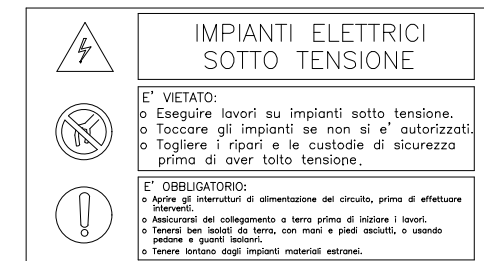 IMPIANTI ELETTRICI
SOTTO TENSIONE
E' VIETATO:
o Eseguire lavori su impianti sotto tensione.
o Toccare gli impianti se non si e' autorizzati.
o Togliere i ripari e le custodie di sicurezza
prima di aver tolto tensione.
E' OBBLIGATORIO:
o Aprire gli interrutturi di alimentazione del circuito, prima di effettuare
interventi.
o Assicurarsi del collegamento a terra prima di iniziare i lavori.
o Tenersi ben isolati da terra, con mani e piedi asciutti, o usando
pedane e guanti isolanri.
o Tenere lontano dagli impianti materiali estranei.